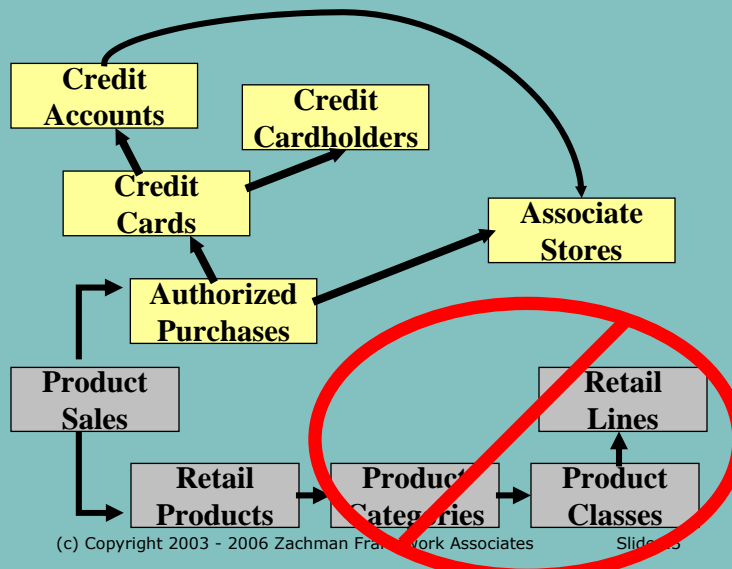 Credit
Accounts
Credit
Cardholders
Credit
Cards
Associate
Stores
Authorized
Purchases
Product
Sales
Retail
Lines
Retail
Products
Product
Categories
Product
Classes
(c) Copyright 2003 - 2006 Zachman Framework Associates